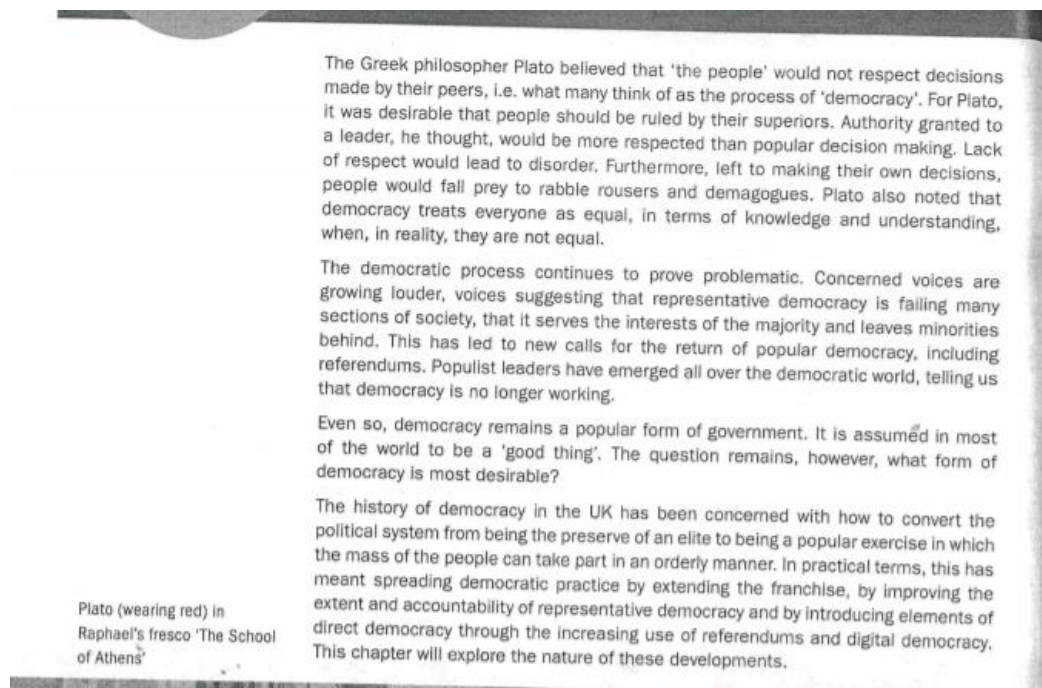 The Greek philosopher Plato believed that 'the people' would not respect decisions
made by their peers, i.e. what many think of as the process of 'democracy'. For Plato,
it was desirable that people should be ruled by their superiors. Authority granted to
a leader, he thought, would be more respected than popular decision making. Lack
of respect would lead to disorder. Furthermore, left to making their own decisions,
people would fall prey to rabble rousers and demagogues. Plato also noted that
democracy treats everyone as equal, in terms of knowledge and understanding,
when, in reality, they are not equal.
The democratic process continues to prove problematic. Concerned voices are
growing louder, voices suggesting that representative democracy is failing many
sections of society, that it serves the interests of the majority and leaves minorities
behind. This has led to new calls for the return of popular democracy, including
referendums. Populist leaders have emerged all over the democratic world, telling us
that democracy is no longer working.
Even so, democracy remains a popular form of government. It is assumed in most
of the world to be a 'good thing'. The question remains, however, what form of
democracy is most desirable?
The history of democracy in the UK has been concerned with how to convert the
political system from being the preserve of an elite to being a popular exercise in which
the mass of the people can take part in an orderly manner. In practical terms, this has
meant spreading democratic practice by extending the franchise, by improving the
extent and accountability of representative democracy and by introducing elements of
direct democracy through the increasing use of referendums and digital democracy.
This chapter will explore the nature of these developments.
Plato (wearing red) in
Raphael's fresco 'The School
of Athens'